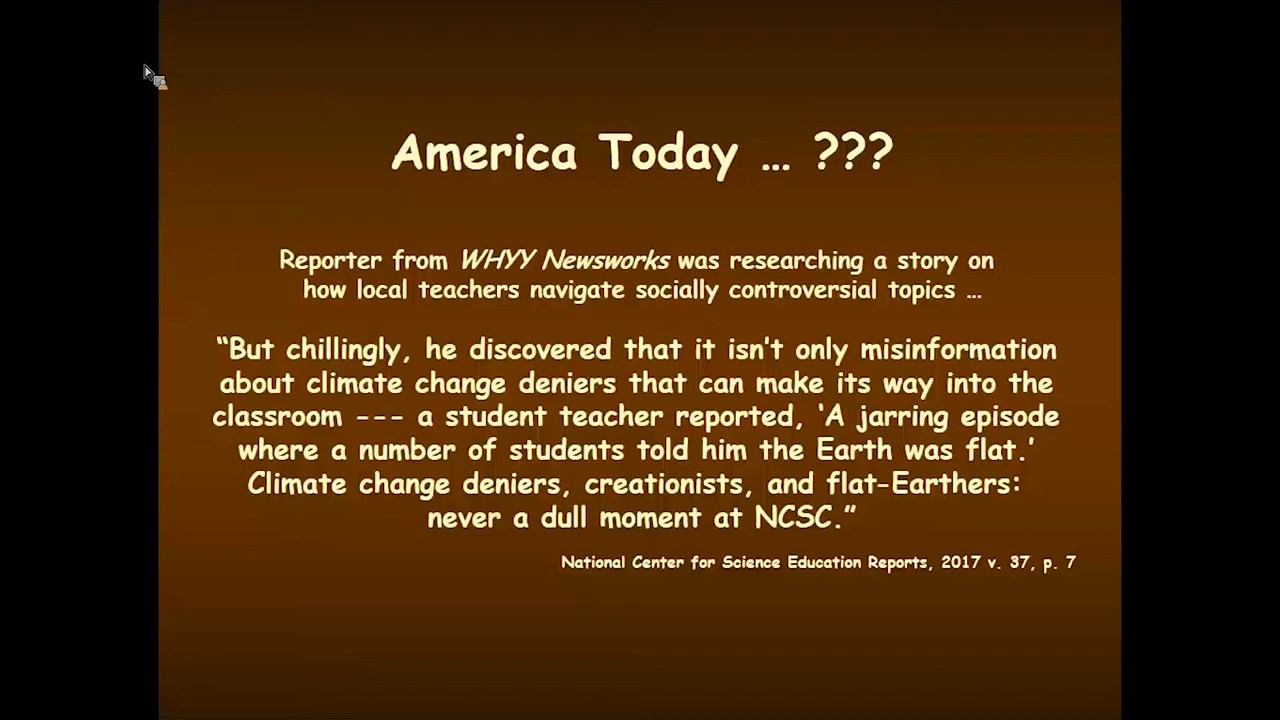 America Today … ???
Reporter from WHYY Newsworks was researching a story on
how local teachers navigate socially controversial topics …
“But chillingly, he discovered that it isn’t only misinformation
about climate change deniers that can make its way into the
classroom --- a student teacher reported, ‘A jarring episode
where a number of students told him the Earth was flat.’
Climate change deniers, creationists, and flat-Earthers:
never a dull moment at NCSC.”
National Center for Science Education Reports, 2017 v. 37, p. 7